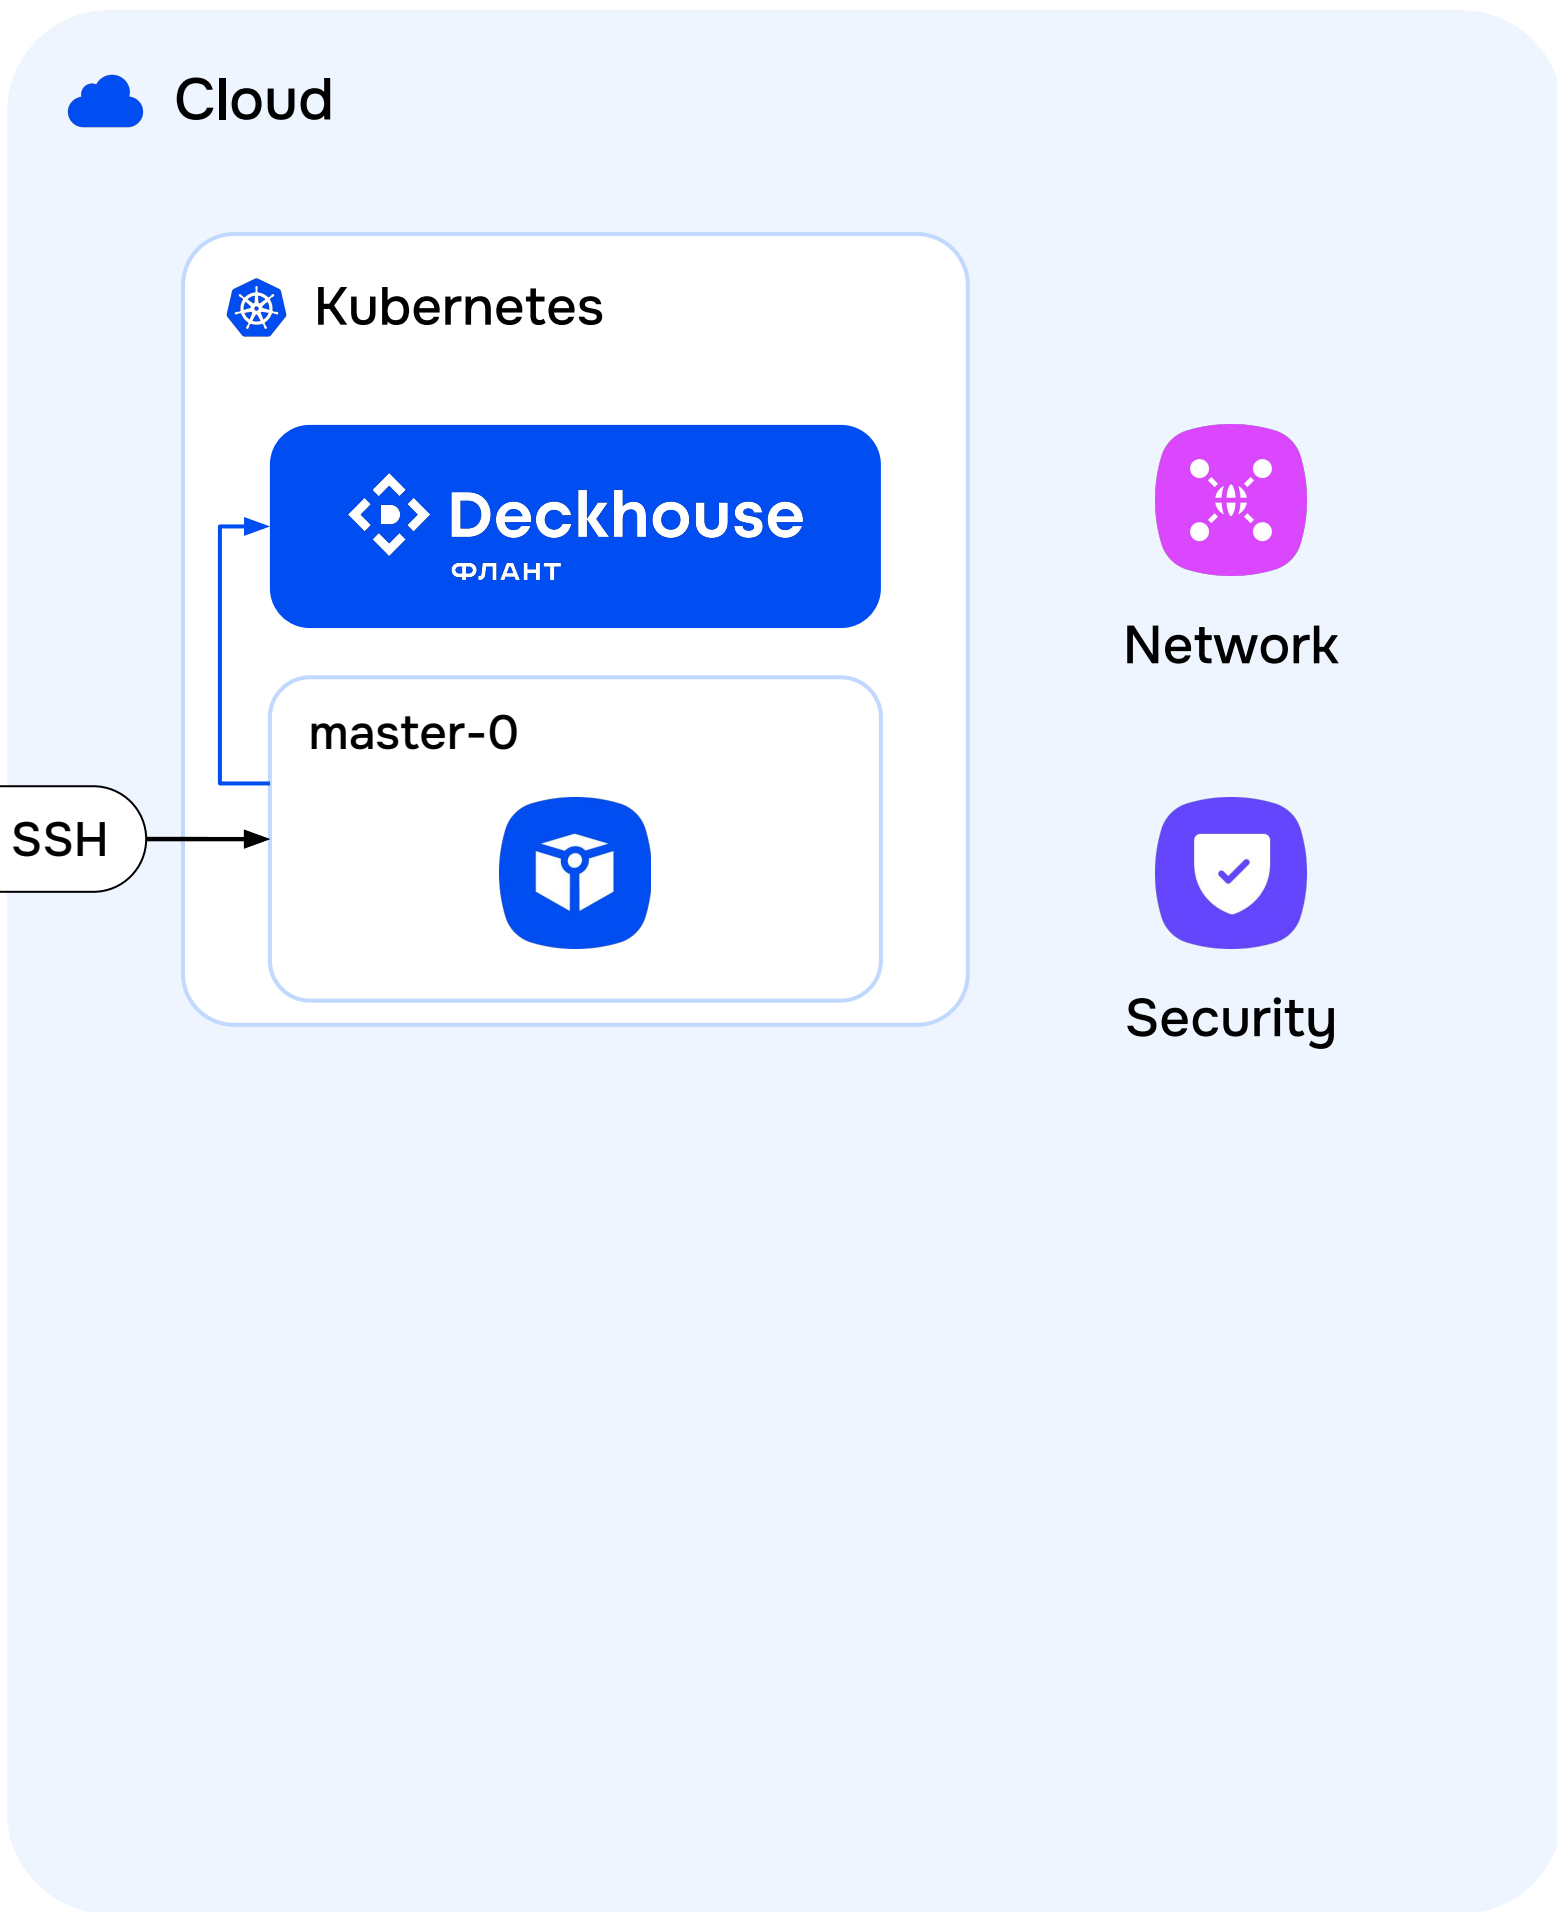 Cloud
Kubernetes
Deckhouse
ФЛАНТ
master-0
SSH
Network
Security